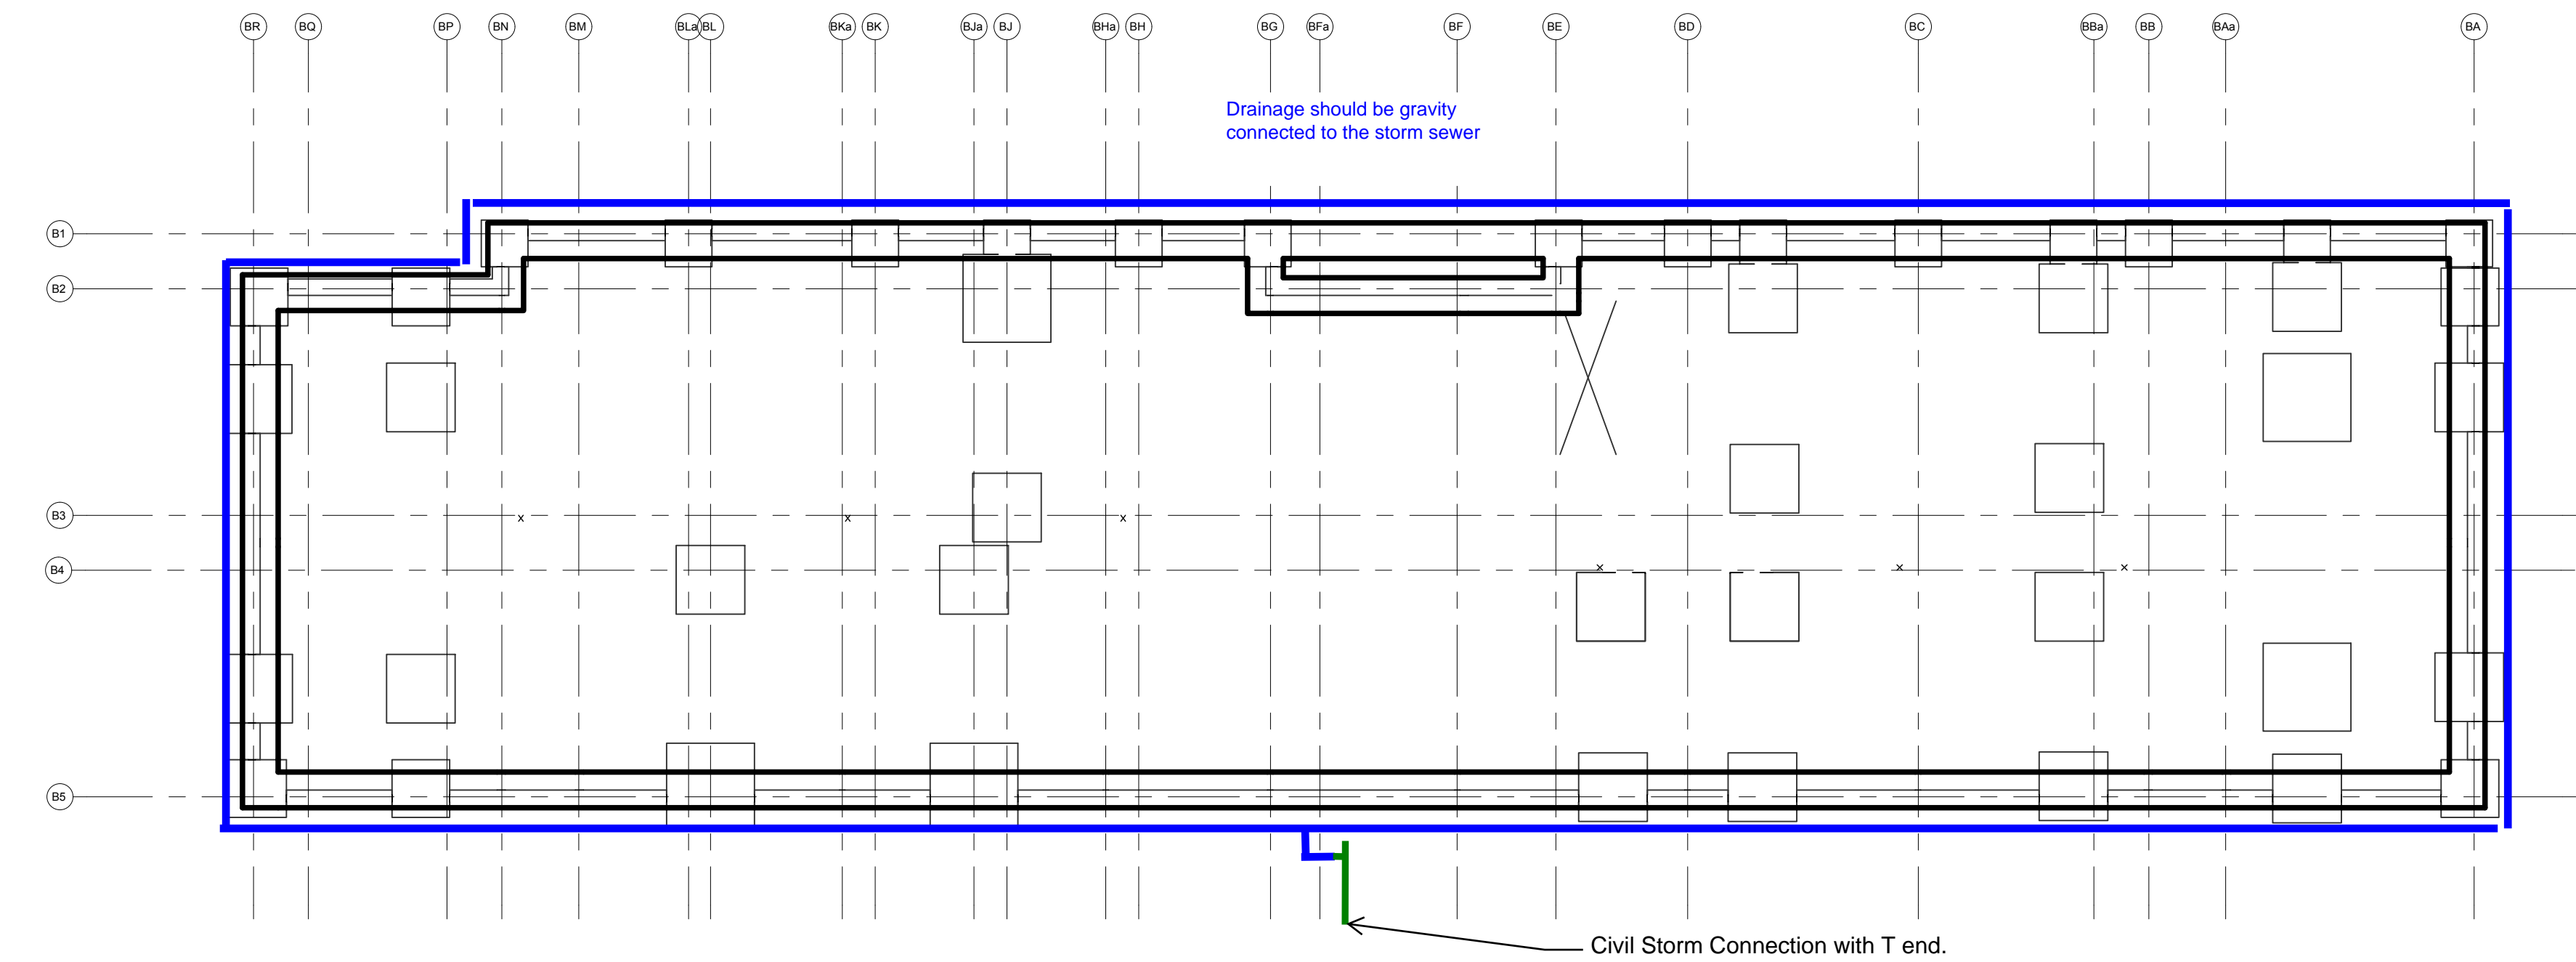 BR BQ BP BN BM BLa BL BKa BK BJa BJ BHa BH BG BFa BF BE BD BC BBa BB BAa BA
Drainage should be gravity
connected to the storm sewer
B1
B2
B3
x x x
B4
x x x
B5
Civil Storm Connection with T end.